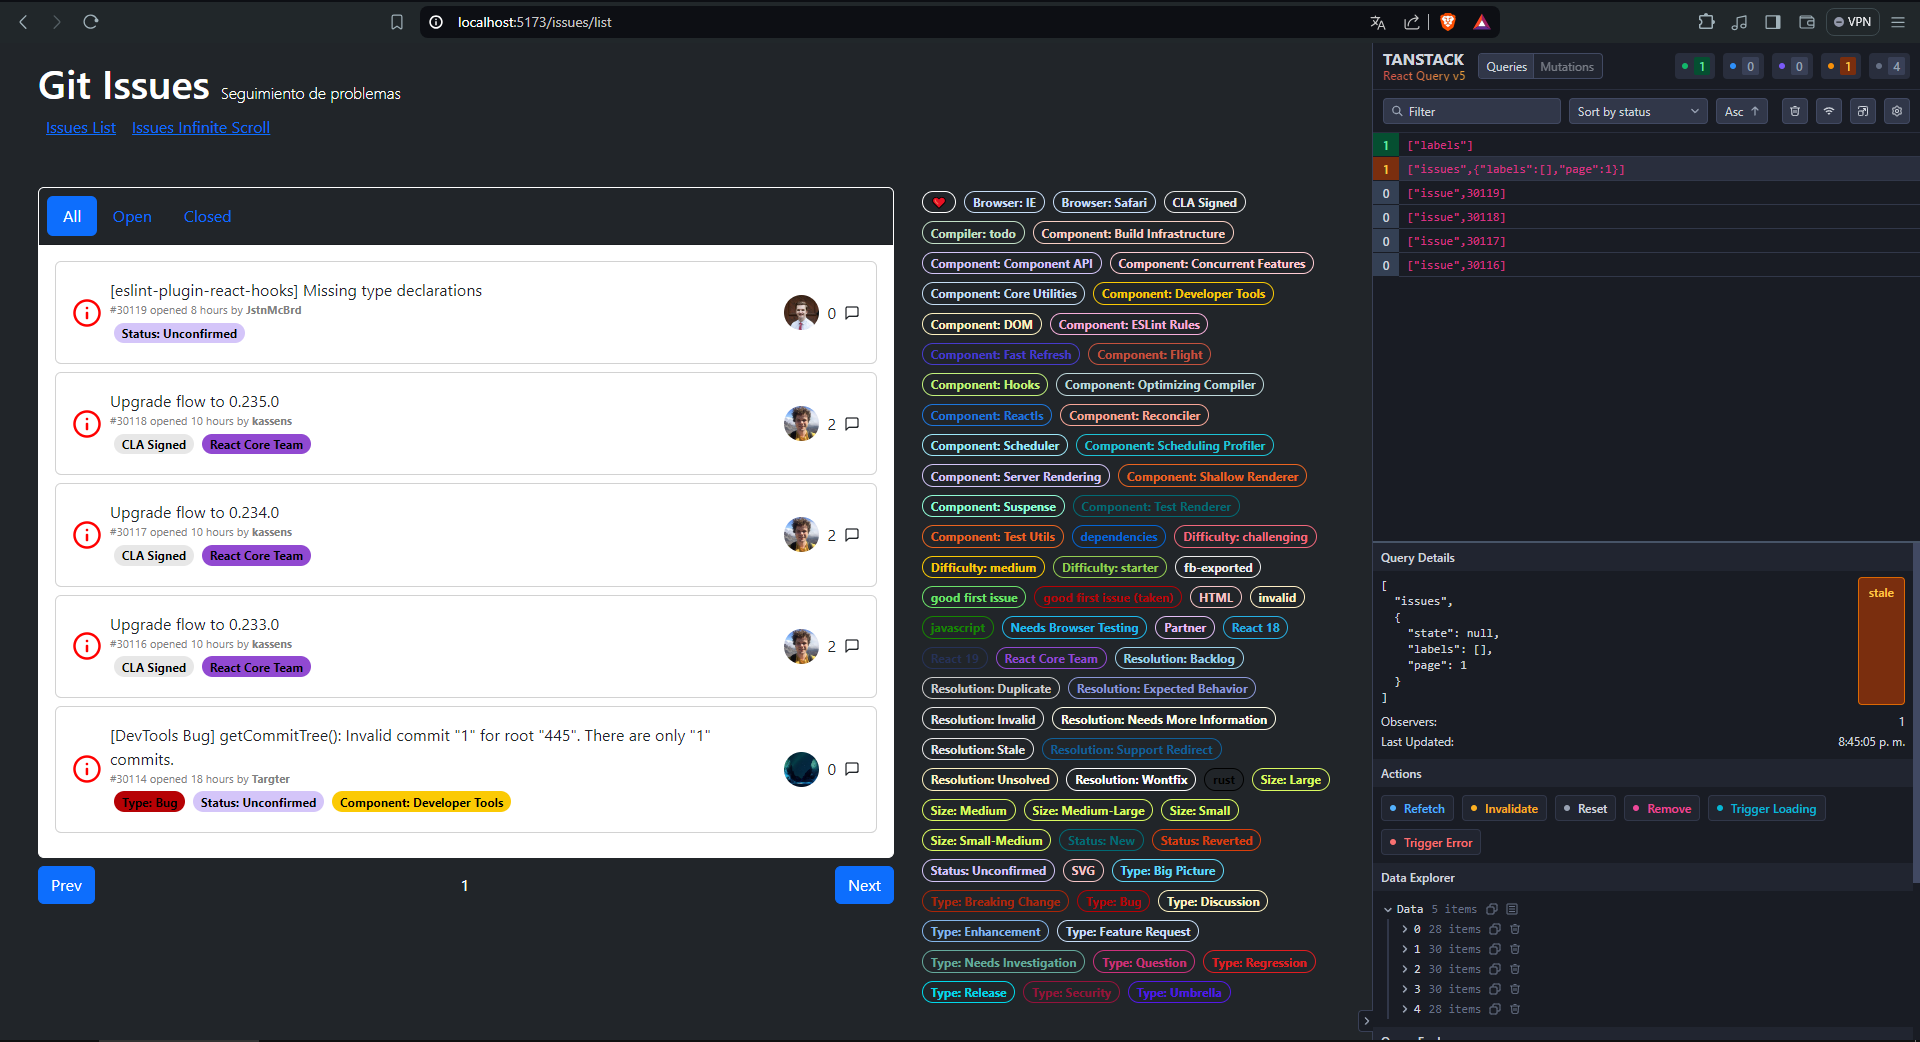 localhost:5173/issues/list
VPN
Git Issues Seguimiento de problemas
Issues List Issues Infinite Scroll
All Open Closed
[eslint-plugin-react-hooks] Missing type declarations
#30119 opened 8 hours by JstnMcBrd
Status: Unconfirmed
0
Upgrade flow to 0.235.0
#30118 opened 10 hours by kassens
CLA Signed React Core Team
2
Upgrade flow to 0.234.0
#30117 opened 10 hours by kassens
CLA Signed React Core Team
2
Upgrade flow to 0.233.0
#30116 opened 10 hours by kassens
CLA Signed React Core Team
2
[DevTools Bug] getCommitTree(): Invalid commit "1" for root "445". There are only "1"
commits.
#30114 opened 18 hours by Targter
Type: Bug Status: Unconfirmed Component: Developer Tools
0
Prev 1 Next
Browser: IE Browser: Safari CLA Signed
Compiler: todo Component: Build Infrastructure
Component: Component API Component: Concurrent Features
Component: Core Utilities Component: Developer Tools
Component: DOM Component: ESLint Rules
Component: Fast Refresh Component: Flight
Component: Hooks Component: Optimizing Compiler
Component: ReactIs Component: Reconciler
Component: Scheduler Component: Scheduling Profiler
Component: Server Rendering Component: Shallow Renderer
Component: Suspense Component: Test Renderer
Component: Test Utils dependencies Difficulty: challenging
Difficulty: medium Difficulty: starter fb-exported
good first issue good first issue (taken) HTML invalid
javascript Needs Browser Testing Partner React 18
React 19 React Core Team Resolution: Backlog
Resolution: Duplicate Resolution: Expected Behavior
Resolution: Invalid Resolution: Needs More Information
Resolution: Stale Resolution: Support Redirect
Resolution: Unsolved Resolution: Wontfix rust Size: Large
Size: Medium Size: Medium-Large Size: Small
Size: Small-Medium Status: New Status: Reverted
Status: Unconfirmed SVG Type: Big Picture
Type: Breaking Change Type: Bug Type: Discussion
Type: Enhancement Type: Feature Request
Type: Needs Investigation Type: Question Type: Regression
Type: Release Type: Security Type: Umbrella
TANSTACK
React Query v5
Queries Mutations
1 0 0 1 4
Filter Sort by status Asc
1 ["labels"]
1 ["issues",{"labels":[],"page":1}]
0 ["issue",30119]
0 ["issue",30118]
0 ["issue",30117]
0 ["issue",30116]
Query Details
[
"issues",
{
"state": null,
"labels": [],
"page": 1
}
]
stale
Observers: 1
Last Updated: 8:45:05 p. m.
Actions
Refetch Invalidate Reset Remove Trigger Loading
Trigger Error
Data Explorer
Data 5 items
0 28 items
1 30 items
2 30 items
3 30 items
4 28 items